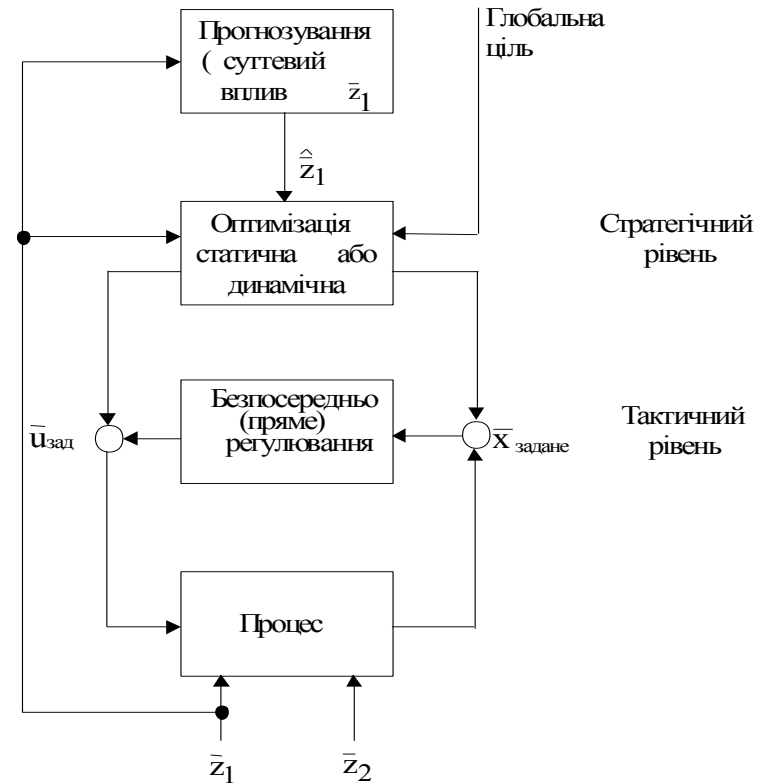 Прогнозування
( суттевий
вплив z̄1
Глобальна
ціль
ẑ̄1
Оптимізація
статична або
динамічна
Стратегічний
рівень
Безпосередньо
(пряме)
регулювання
ūзад
x̄ задане
Тактичний
рівень
Процес
z̄1
z̄2